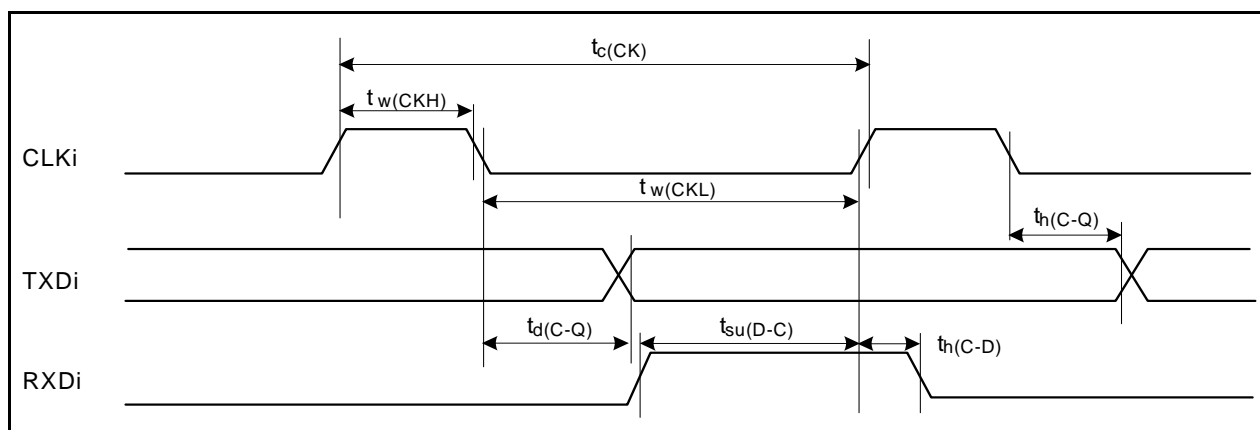 tc(CK)
tw(CKH)
CLKi
tw(CKL)
th(C-Q)
TXDi
td(C-Q)
tsu(D-C)
th(C-D)
RXDi